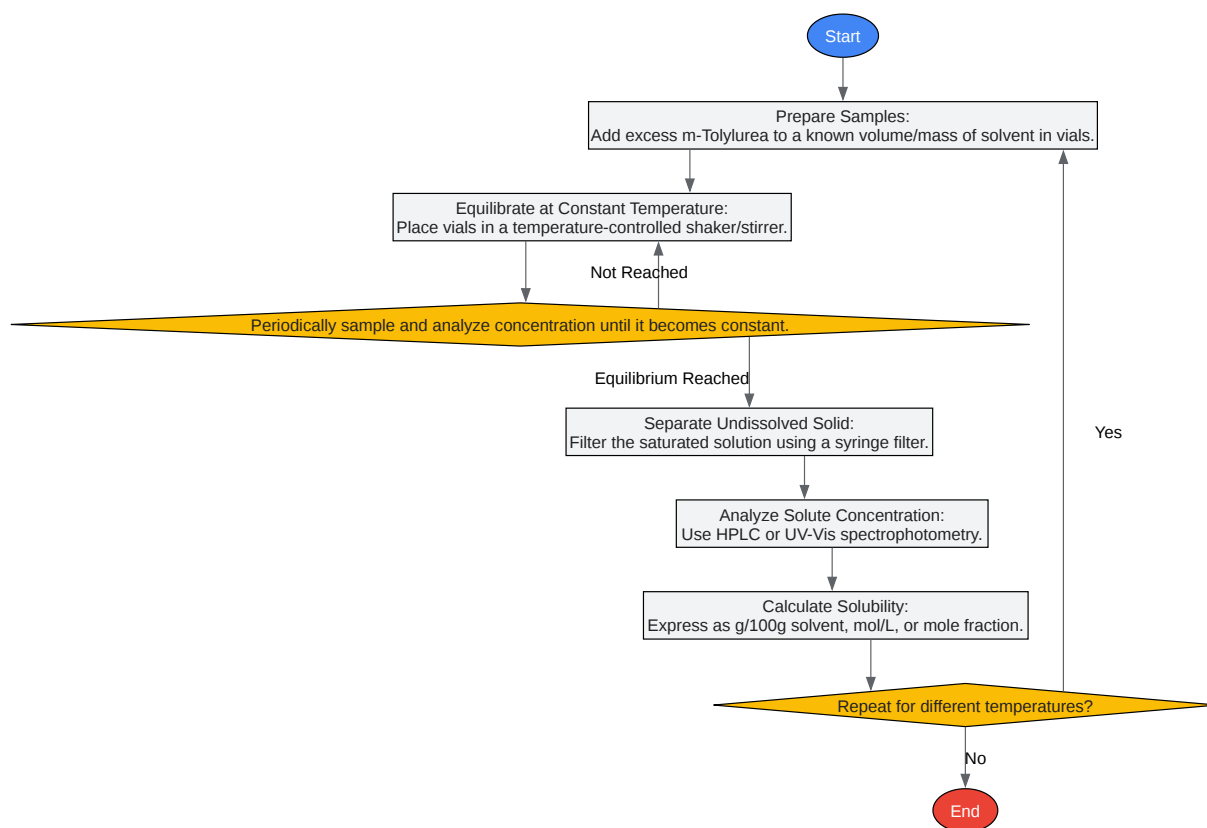 Start
Prepare Samples:
Add excess m-Tolylurea to a known volume/mass of solvent in vials.
Equilibrate at Constant Temperature:
Place vials in a temperature-controlled shaker/stirrer.
Not Reached
Periodically sample and analyze concentration until it becomes constant.
Equilibrium Reached
Separate Undissolved Solid:
Filter the saturated solution using a syringe filter.
Yes
Analyze Solute Concentration:
Use HPLC or UV-Vis spectrophotometry.
Calculate Solubility:
Express as g/100g solvent, mol/L, or mole fraction.
Repeat for different temperatures?
No
End